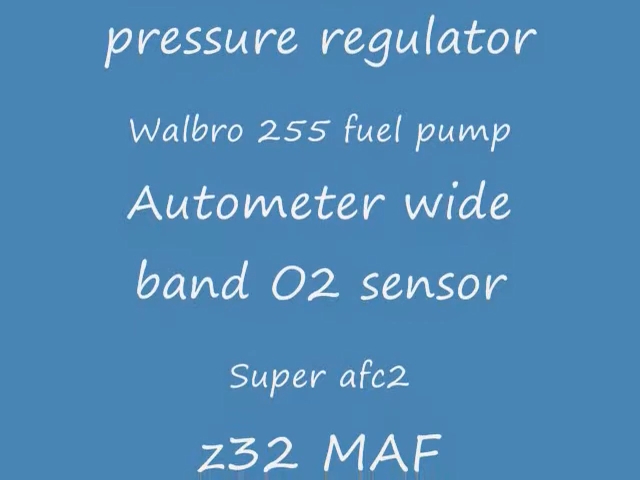 pressure regulator
Walbro 255 fuel pump
Autometer wide
band O2 sensor
Super afc2
z32 MAF